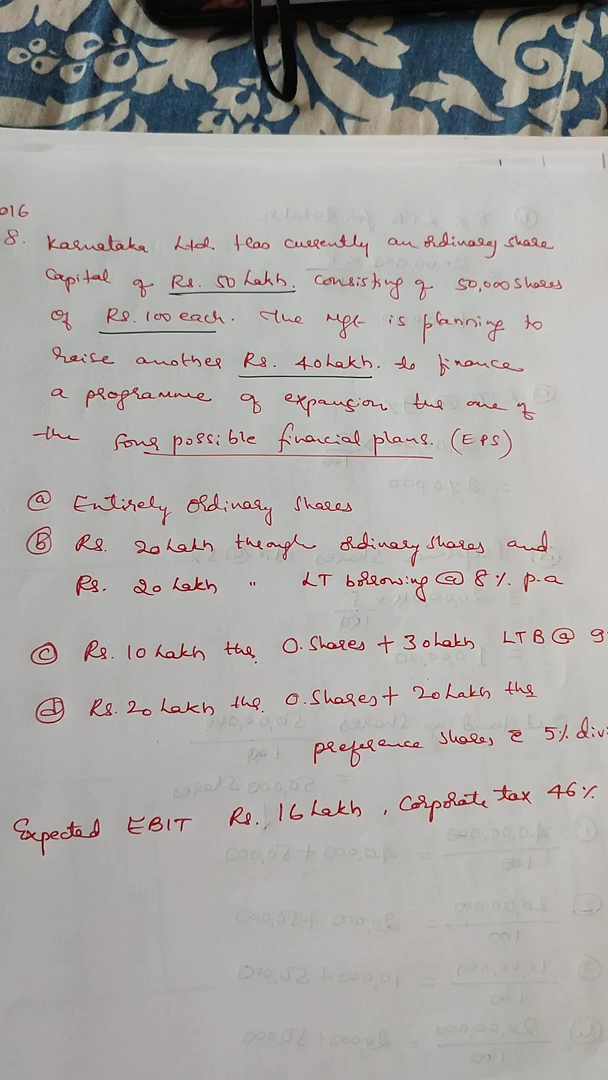 016
8. Karnataka Ltd. Has currently an ordinary share
Capital of Rs. 50 Lakh. Consisting of 50,000 Shares
of Rs. 100 each. The Mgt is planning to
raise another Rs. 40 Lakh. to finance
a programme of expansion the one of
the four possible financial plans. (EPS)
(a) Entirely Ordinary Shares
(b) Rs. 20 Lakh through ordinary shares and
Rs. 20 Lakh " LT borrowing @ 8% p.a
(c) Rs. 10 Lakh the O. Shares + 30 Lakh LTB @ 9
(d) Rs. 20 Lakh the O. Shares + 20 Lakh the
preference shares 5% div
Expected EBIT Rs. 16 Lakh, Corporate tax 46%